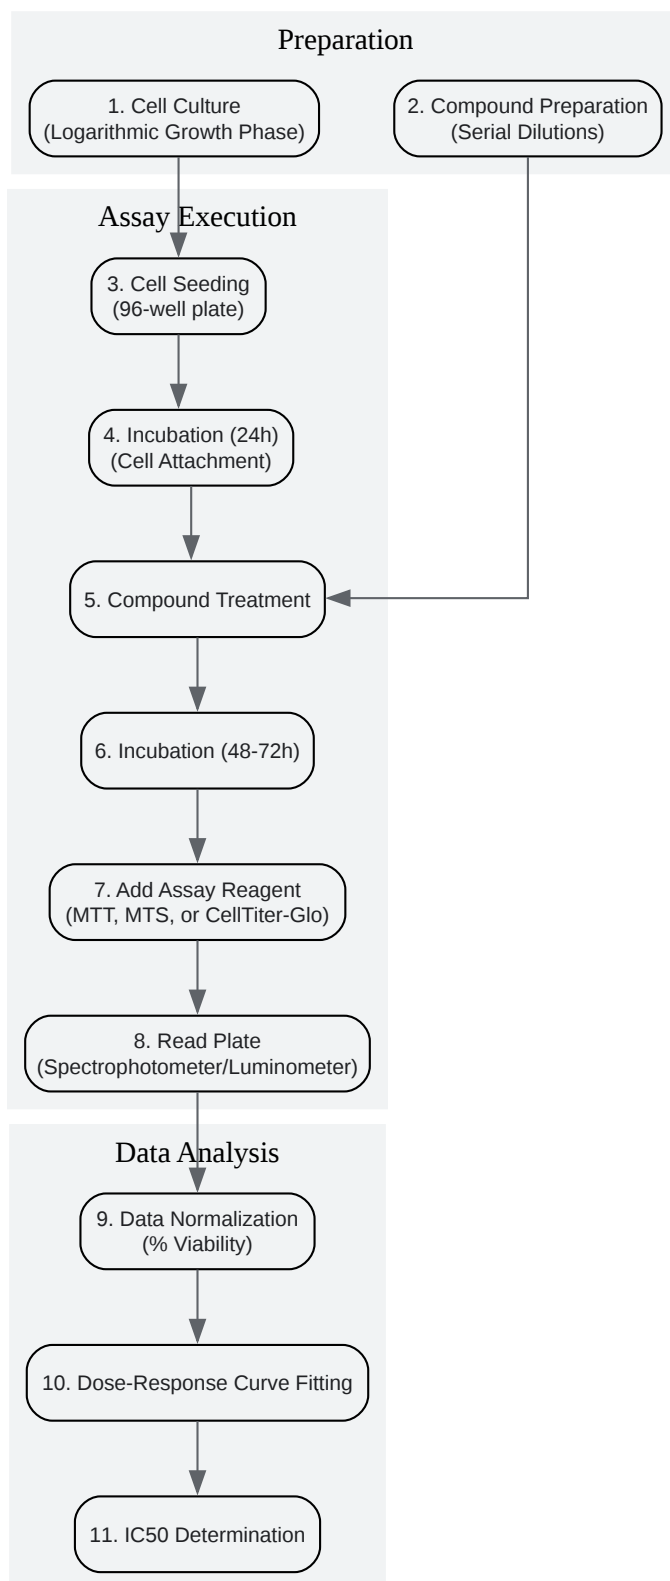 Preparation
1. Cell Culture
(Logarithmic Growth Phase)
2. Compound Preparation
(Serial Dilutions)
Assay Execution
3. Cell Seeding
(96-well plate)
4. Incubation (24h)
(Cell Attachment)
5. Compound Treatment
6. Incubation (48-72h)
7. Add Assay Reagent
(MTT, MTS, or CellTiter-Glo)
8. Read Plate
(Spectrophotometer/Luminometer)
Data Analysis
9. Data Normalization
(% Viability)
10. Dose-Response Curve Fitting
11. IC50 Determination